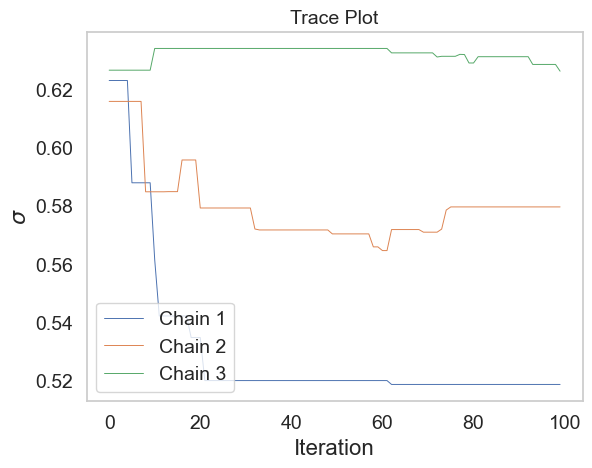 Trace Plot
σ
0.62
0.60
0.58
0.56
0.54
0.52
Chain 1
Chain 2
Chain 3
0 20 40 60 80 100
Iteration